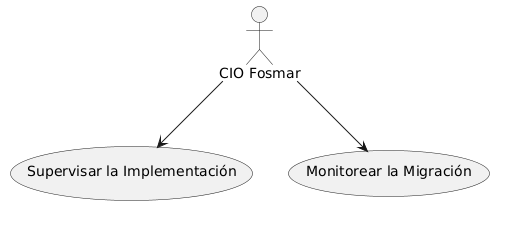 CIO Fosmar
Supervisar la Implementación
Monitorear la Migración